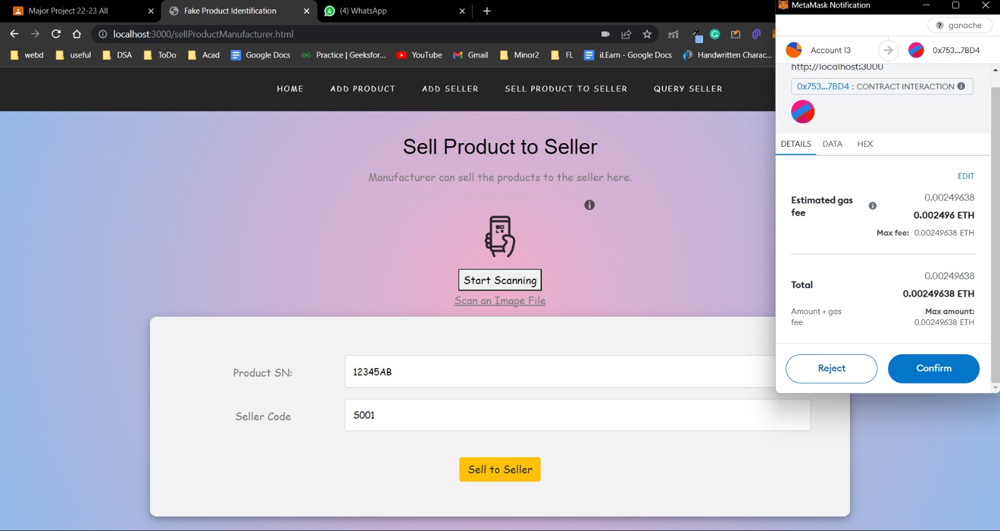 Major Project 22-23 All
Fake Product Identification
(4) WhatsApp
MetaMask Notification
localhost:3000/sellProductManufacturer.html
ganache
webd
useful
DSA
ToDo
Acad
Google Docs
Practice | Geeksfor...
YouTube
Gmail
Minor2
FL
iLEarn - Google Docs
Handwritten Charac...
Account 13
0x753...7BD4
http://localhost:3000
0x753...7BD4 : CONTRACT INTERACTION
HOME
ADD PRODUCT
ADD SELLER
SELL PRODUCT TO SELLER
QUERY SELLER
Sell Product to Seller
Manufacturer can sell the products to the seller here.
Start Scanning
Scan an Image File
Product SN:
12345AB
Seller Code
S001
Sell to Seller
DETAILS
DATA
HEX
EDIT
Estimated gas
fee
0.00249638
0.002496 ETH
Max fee: 0.00249638 ETH
Total
0.00249638
0.00249638 ETH
Amount + gas
fee
Max amount:
0.00249638 ETH
Reject
Confirm